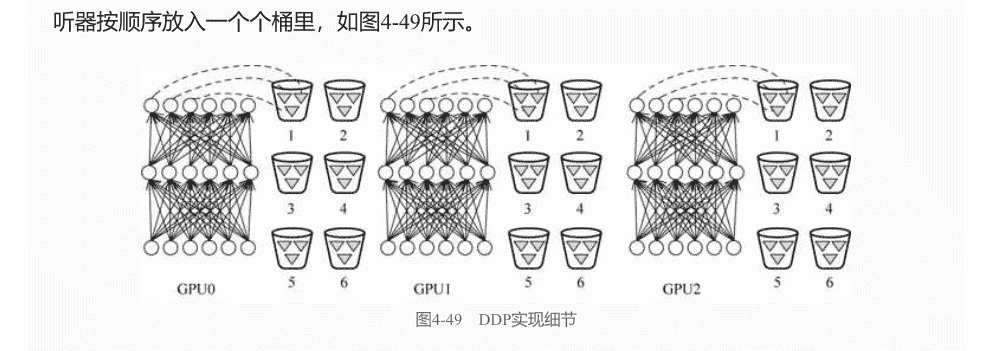 听器按顺序放入一个个桶里，如图4-49所示。
1 2 1 2 1 2
3 4 3 4 3 4
5 6 5 6 5 6
GPU0 GPU1 GPU2
图4-49 DDP实现细节